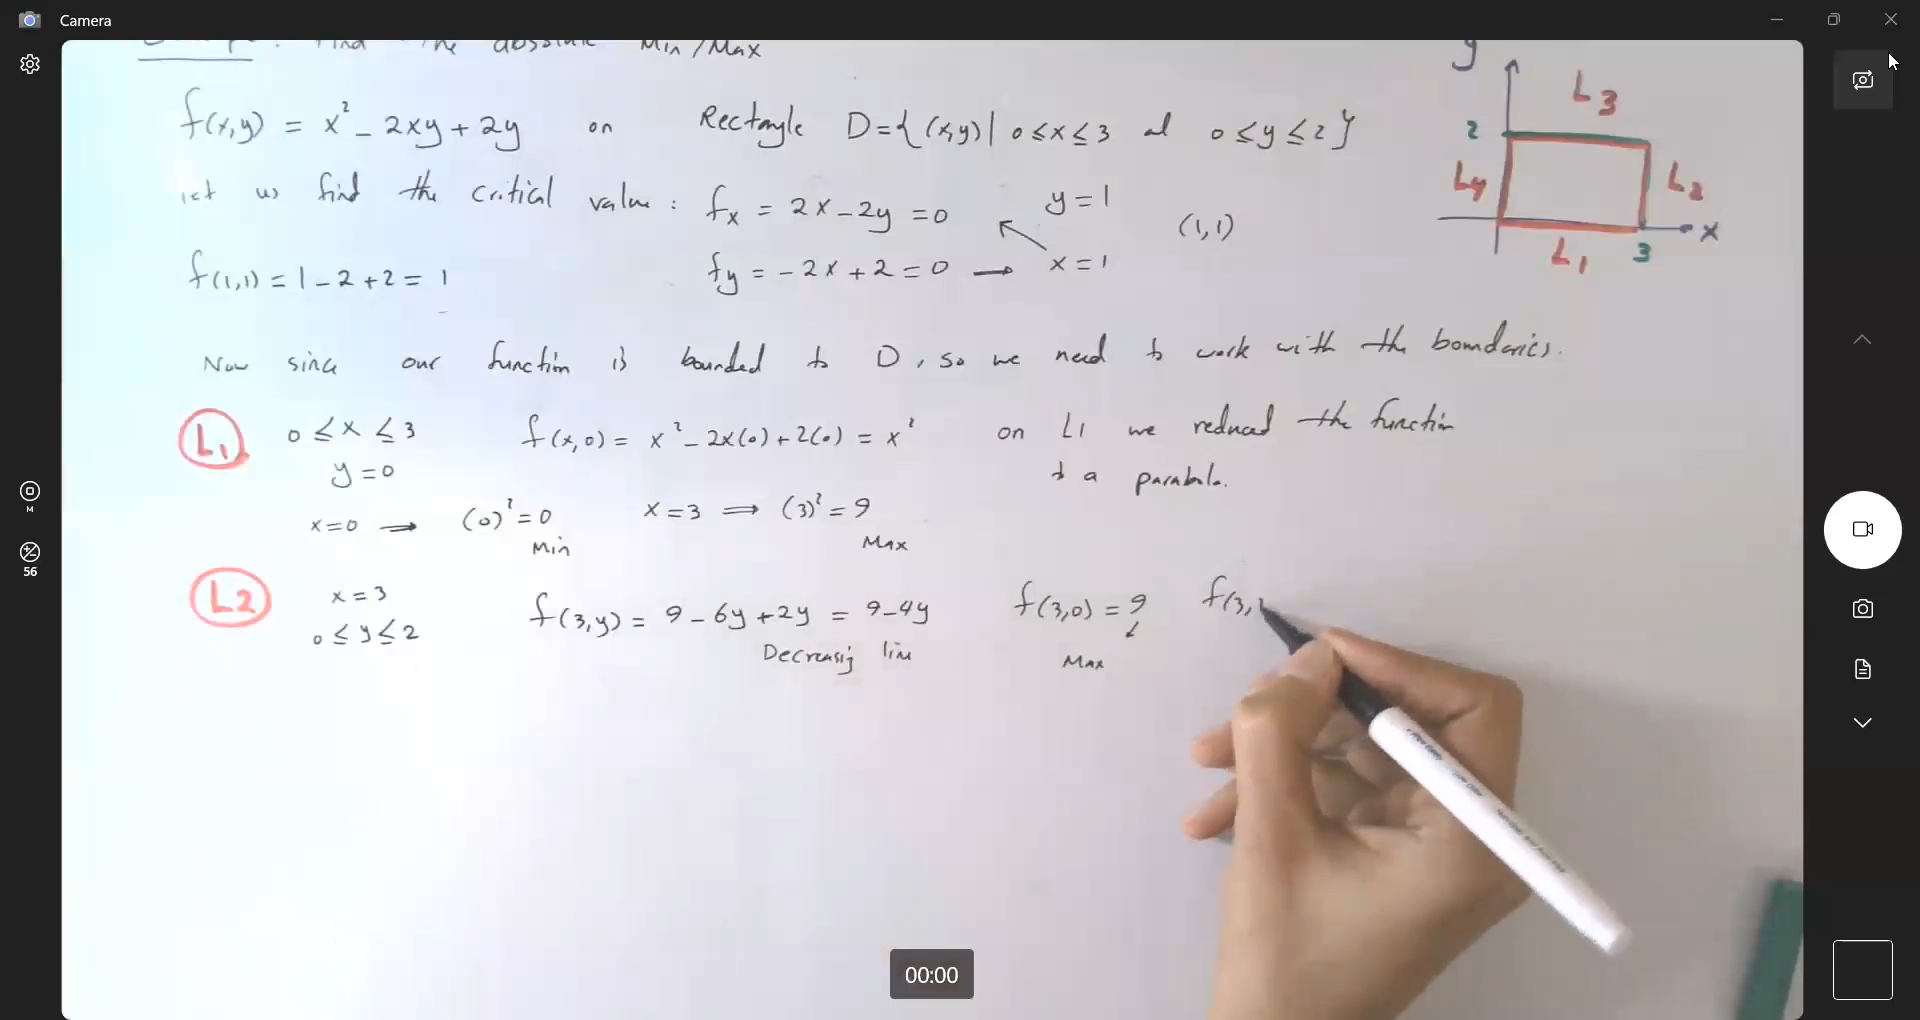 Camera
the absolute Min/Max
f(x,y) = x² - 2xy + 2y on Rectangle D={(x,y)| 0≤x≤3 and 0≤y≤2}
let us find the critical value : fx = 2x-2y =0 y=1
(1,1)
f(1,1) = 1-2+2 = 1 fy = -2x+2=0 → x=1
Now since our function is bounded to D, so we need to work with the boundaries.
L1 0≤x≤3 f(x,0) = x²-2x(0)+2(0) = x² on L1 we reduced the function
y=0 to a parabola.
x=0 → (0)²=0 x=3 ⟹ (3)²=9
Min Max
L2 x=3 f(3,y) = 9-6y+2y = 9-4y f(3,0) = 9 f(3,
0≤y≤2 Decreasing line Max
y
L3
2
L4 L2
x
L1 3
M
56
00:00